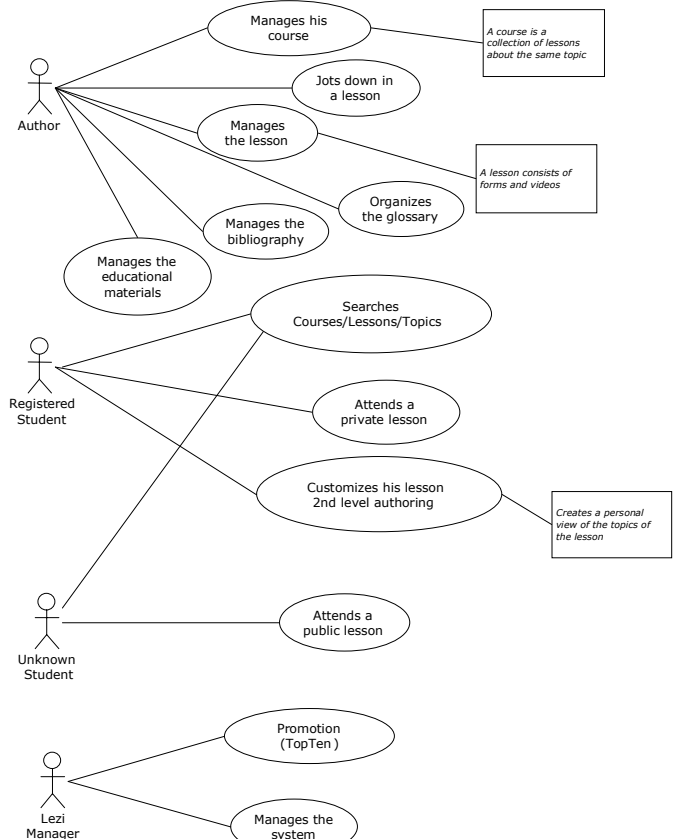 Manages his
course
A course is a
collection of lessons
about the same topic
Jots down in
a lesson
Author
Manages
the lesson
A lesson consists of
forms and videos
Organizes
the glossary
Manages the
bibliography
Manages the
educational
materials
Searches
Courses/Lessons/Topics
Registered
Student
Attends a
private lesson
Customizes his lesson
2nd level authoring
Creates a personal
view of the topics of
the lesson
Attends a
public lesson
Unknown
Student
Promotion
(TopTen )
Lezi
Manager
Manages the
system